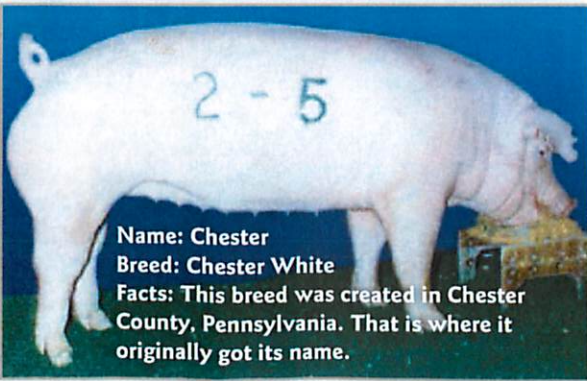 2 - 5
Name: Chester
Breed: Chester White
Facts: This breed was created in Chester
County, Pennsylvania. That is where it
originally got its name.